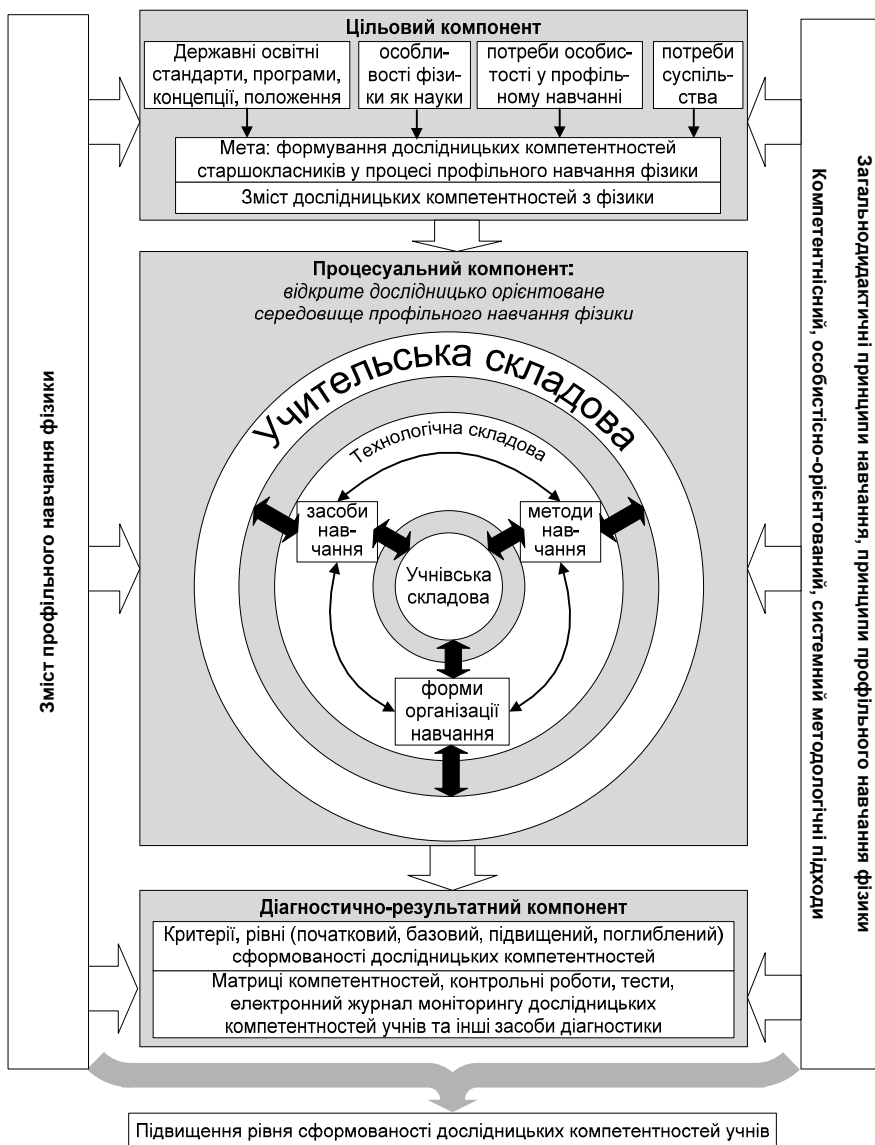 Цільовий компонент
Державні освітні
стандарти, програми,
концепції, положення
особли-
вості фізи-
ки як науки
потреби особис-
тості у профіль-
ному навчанні
потреби
суспіль-
ства
Мета: формування дослідницьких компетентностей
старшокласників у процесі профільного навчання фізики
Зміст дослідницьких компетентностей з фізики
Процесуальний компонент:
відкрите дослідницько орієнтоване
середовище профільного навчання фізики
Учительська складова
Технологічна складова
засоби
нав-
чання
методи
нав-
чання
Учнівська
складова
форми
організації
навчання
Діагностично-результатний компонент
Критерії, рівні (початковий, базовий, підвищений, поглиблений)
сформованості дослідницьких компетентностей
Матриці компетентностей, контрольні роботи, тести,
електронний журнал моніторингу дослідницьких
компетентностей учнів та інші засоби діагностики
Підвищення рівня сформованості дослідницьких компетентностей учнів
Зміст профільного навчання фізики
Загальнодидактичні принципи навчання, принципи профільного навчання фізики
Компетентнісний, особистісно-орієнтований, системний методологічні підходи